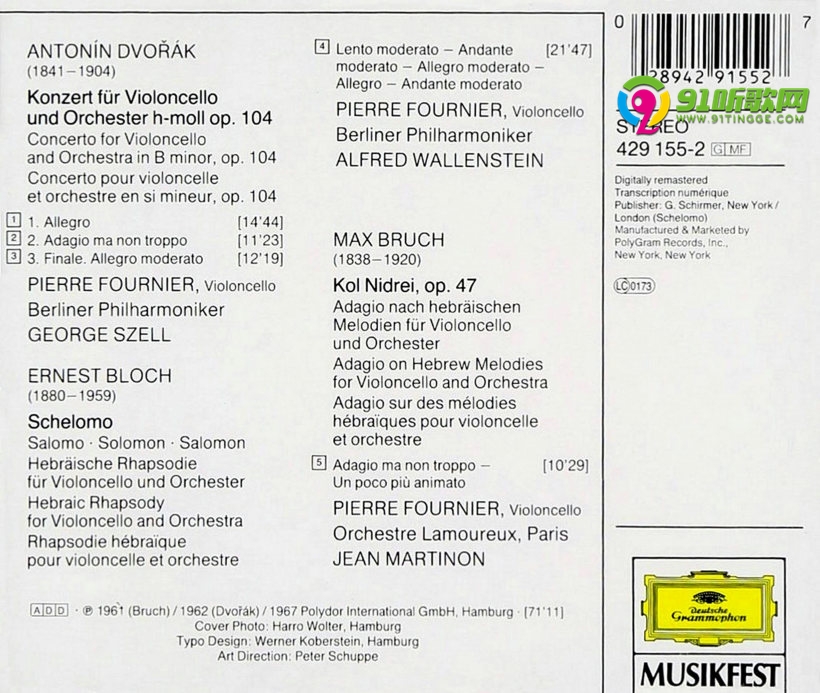 ANTONÍN DVOŘÁK
(1841–1904)
Konzert für Violoncello
und Orchester h-moll op. 104
Concerto for Violoncello
and Orchestra in B minor, op. 104
Concerto pour violoncelle
et orchestre en si mineur, op. 104
1 1. Allegro [14'44]
2 2. Adagio ma non troppo [11'23]
3 3. Finale. Allegro moderato [12'19]
PIERRE FOURNIER, Violoncello
Berliner Philharmoniker
GEORGE SZELL
ERNEST BLOCH
(1880–1959)
Schelomo
Salomo · Solomon · Salomon
Hebräische Rhapsodie
für Violoncello und Orchester
Hebraic Rhapsody
for Violoncello and Orchestra
Rhapsodie hébraïque
pour violoncelle et orchestre
4 Lento moderato – Andante [21'47]
moderato – Allegro moderato –
Allegro – Andante moderato
PIERRE FOURNIER, Violoncello
Berliner Philharmoniker
ALFRED WALLENSTEIN
MAX BRUCH
(1838–1920)
Kol Nidrei, op. 47
Adagio nach hebräischen
Melodien für Violoncello
und Orchester
Adagio on Hebrew Melodies
for Violoncello and Orchestra
Adagio sur des mélodies
hébraïques pour violoncelle
et orchestre
5 Adagio ma non troppo – [10'29]
Un poco più animato
PIERRE FOURNIER, Violoncello
Orchestre Lamoureux, Paris
JEAN MARTINON
ADD · ℗ 1961 (Bruch) / 1962 (Dvořák) / 1967 Polydor International GmbH, Hamburg · [71'11]
Cover Photo: Harro Wolter, Hamburg
Typo Design: Werner Koberstein, Hamburg
Art Direction: Peter Schuppe
0 28942 91552 7
91听歌网
WWW.91TINGGE.COM
STEREO
429 155-2 G MF
Digitally remastered
Transcription numérique
Publisher: G. Schirmer, New York /
London (Schelomo)
Manufactured & Marketed by
PolyGram Records, Inc.,
New York, New York
LC 0173
Deutsche
Grammophon
MUSIKFEST